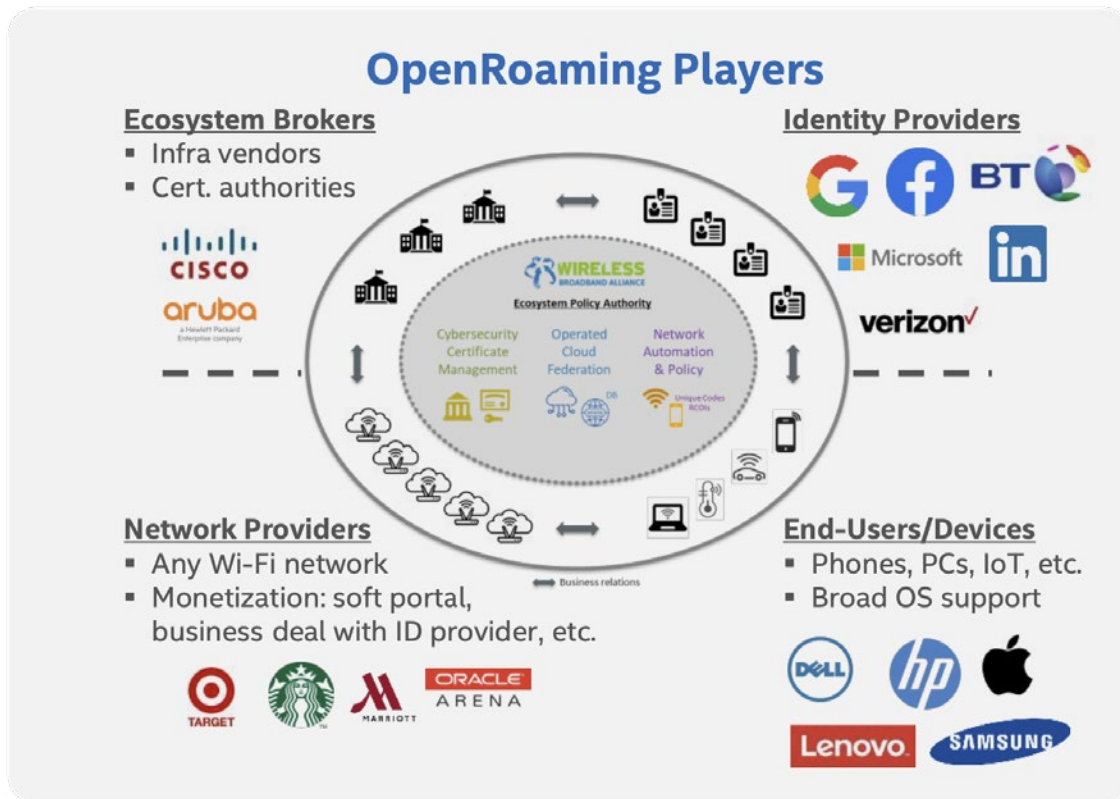 OpenRoaming Players
Ecosystem Brokers
▪ Infra vendors
▪ Cert. authorities
CISCO
aruba
a Hewlett Packard
Enterprise company
Identity Providers
G
f
BT
Microsoft
in
verizon✓
WIRELESS
BROADBAND ALLIANCE
Ecosystem Policy Authority
Cybersecurity
Certificate
Management
Operated
Cloud
Federation
DB
Network
Automation
& Policy
Unique Codes
RCOIs
Business relations
Network Providers
▪ Any Wi-Fi network
▪ Monetization: soft portal,
business deal with ID provider, etc.
TARGET
MARRIOTT
ORACLE
ARENA
End-Users/Devices
▪ Phones, PCs, IoT, etc.
▪ Broad OS support
DELL
hp
Lenovo
SAMSUNG